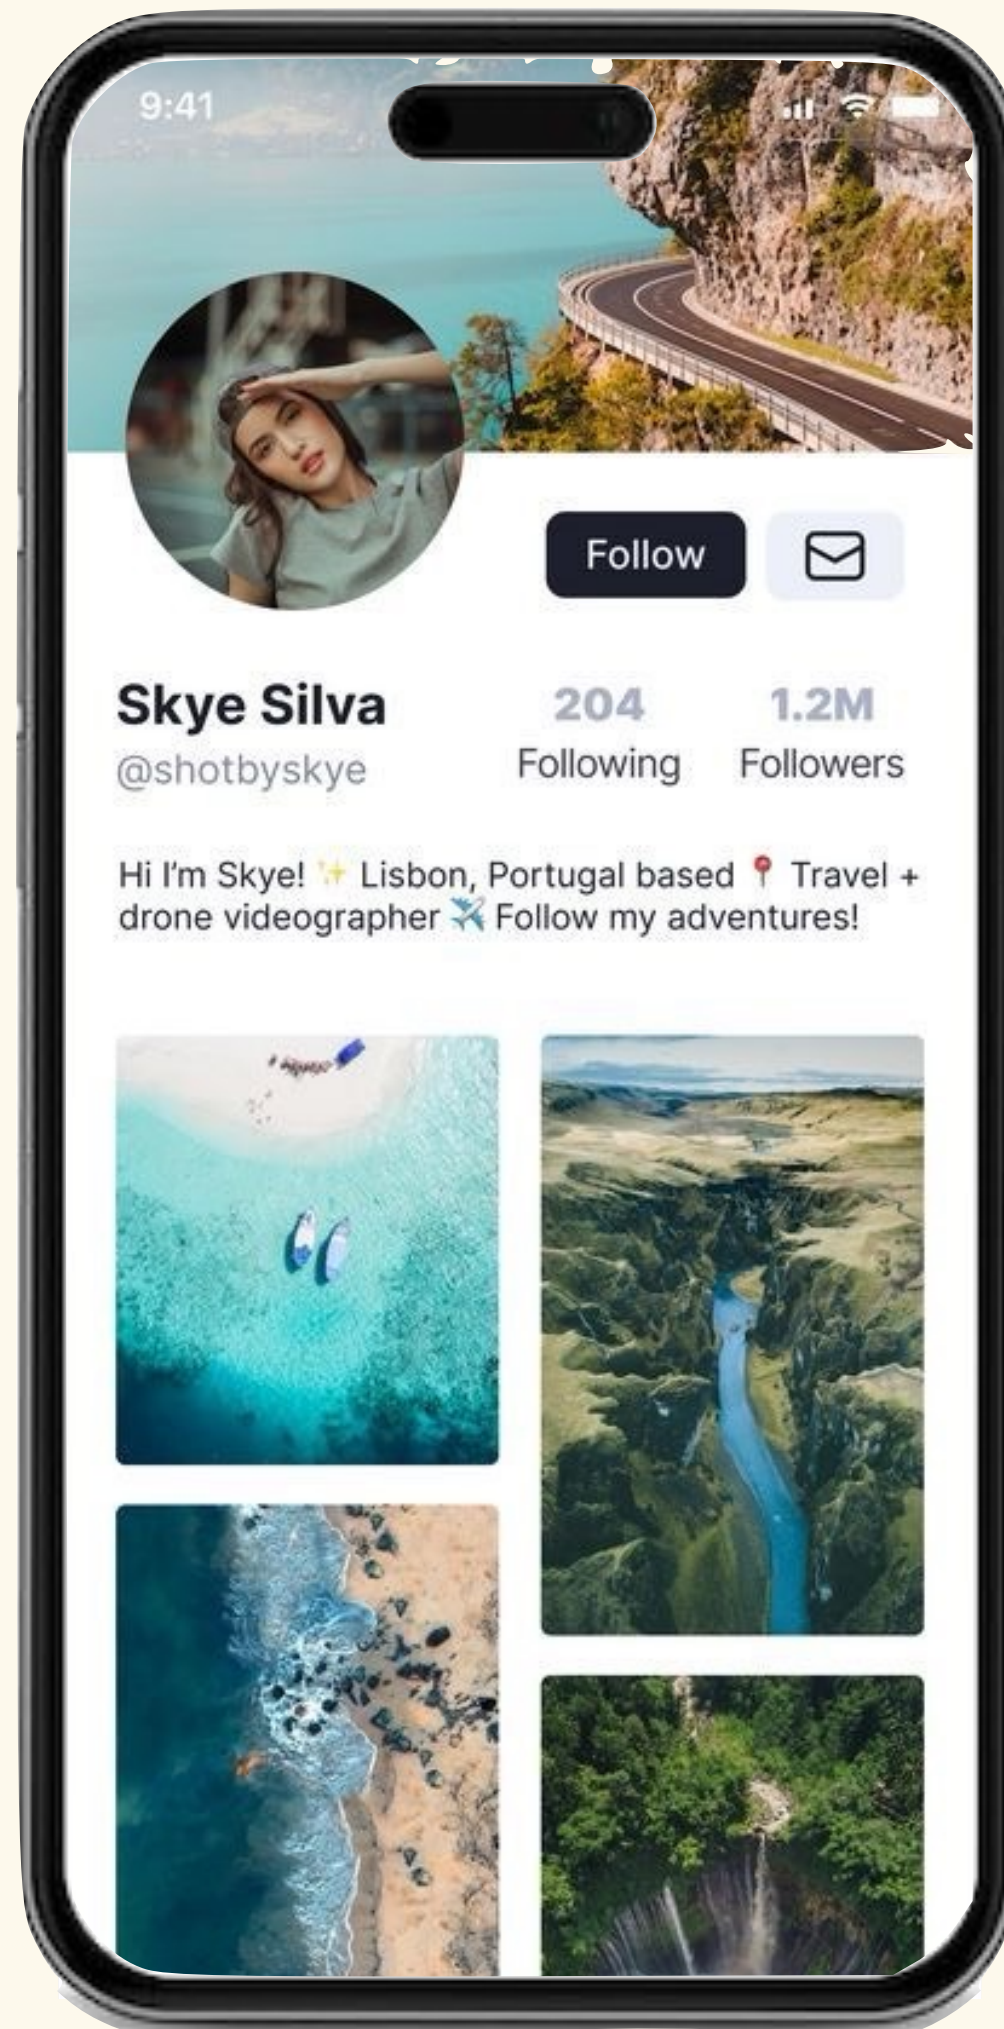 9:41
Follow
Skye Silva
@shotbyskye
204
Following
1.2M
Followers
Hi I'm Skye! ✨ Lisbon, Portugal based 📍 Travel +
drone videographer ✈️ Follow my adventures!